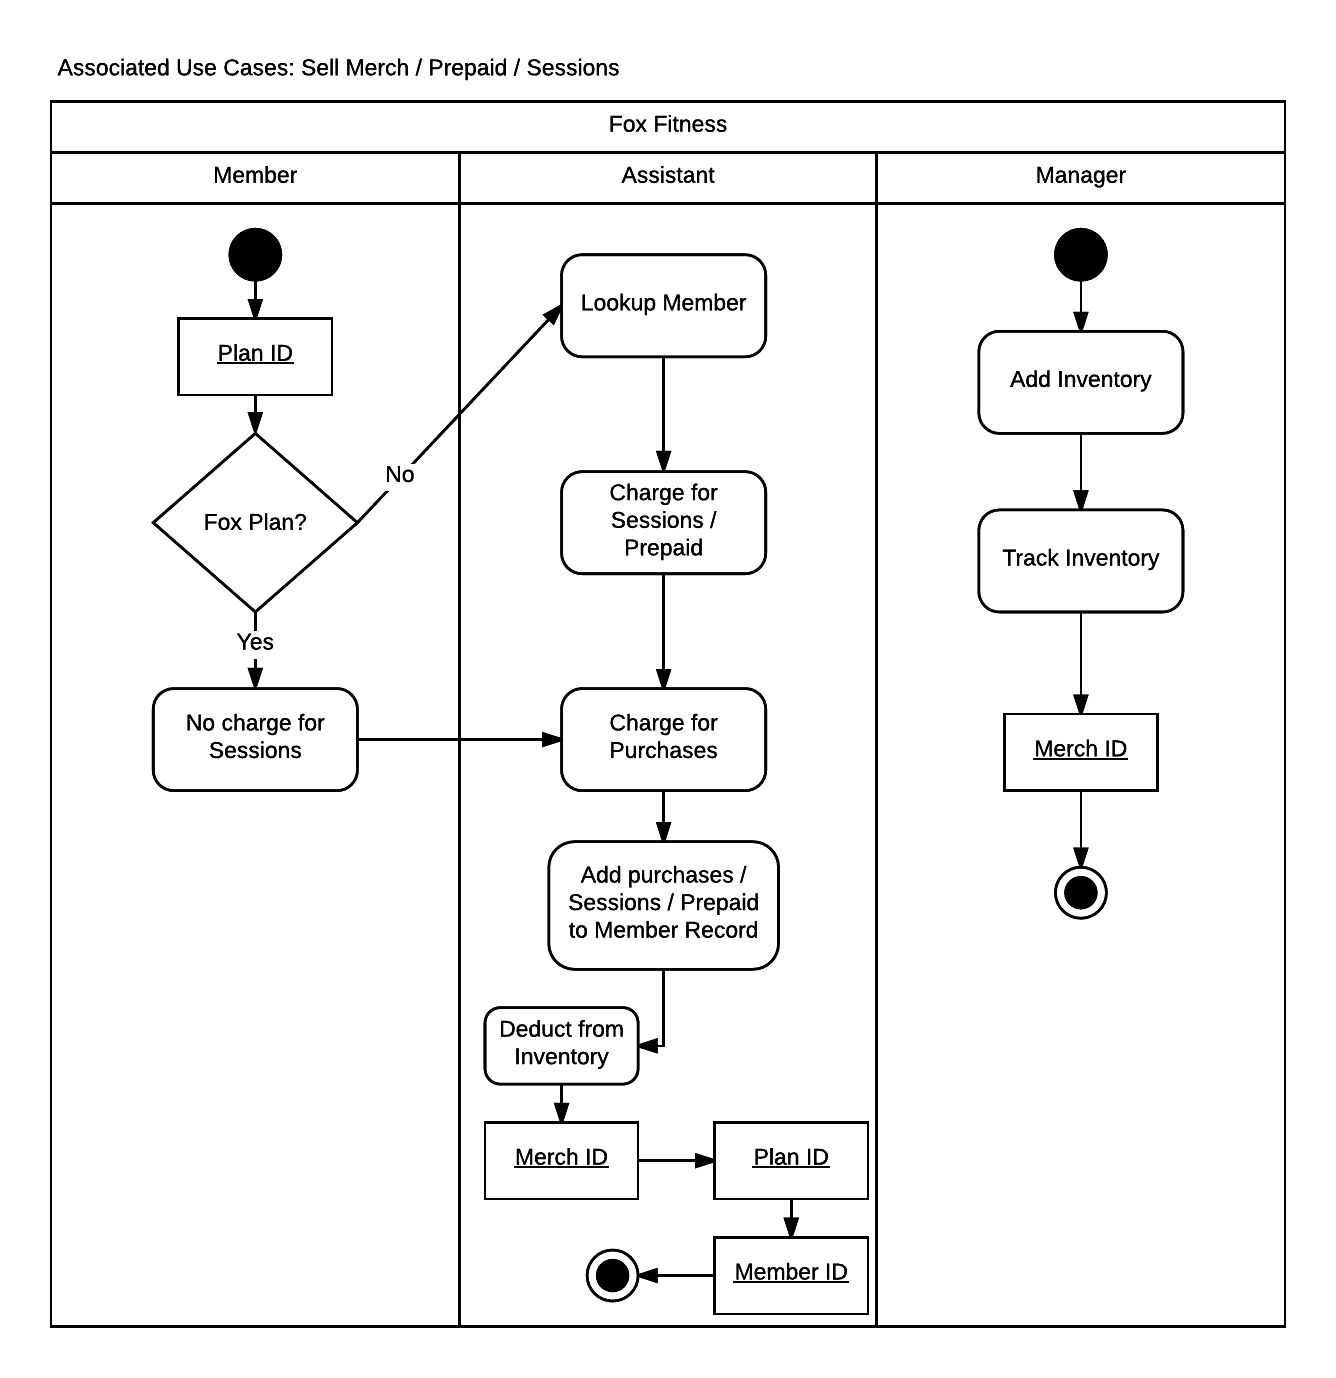 Associated Use Cases: Sell Merch / Prepaid / Sessions
Fox Fitness
Member
Assistant
Manager
Plan ID
Fox Plan?
No
Yes
No charge for
Sessions
Lookup Member
Charge for
Sessions /
Prepaid
Charge for
Purchases
Add purchases /
Sessions / Prepaid
to Member Record
Deduct from
Inventory
Merch ID
Plan ID
Member ID
Add Inventory
Track Inventory
Merch ID